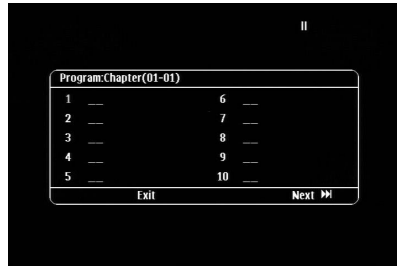 Program:Chapter(01-01)
1 __ 6 __
2 __ 7 __
3 __ 8 __
4 __ 9 __
5 __ 10 __
Exit Next